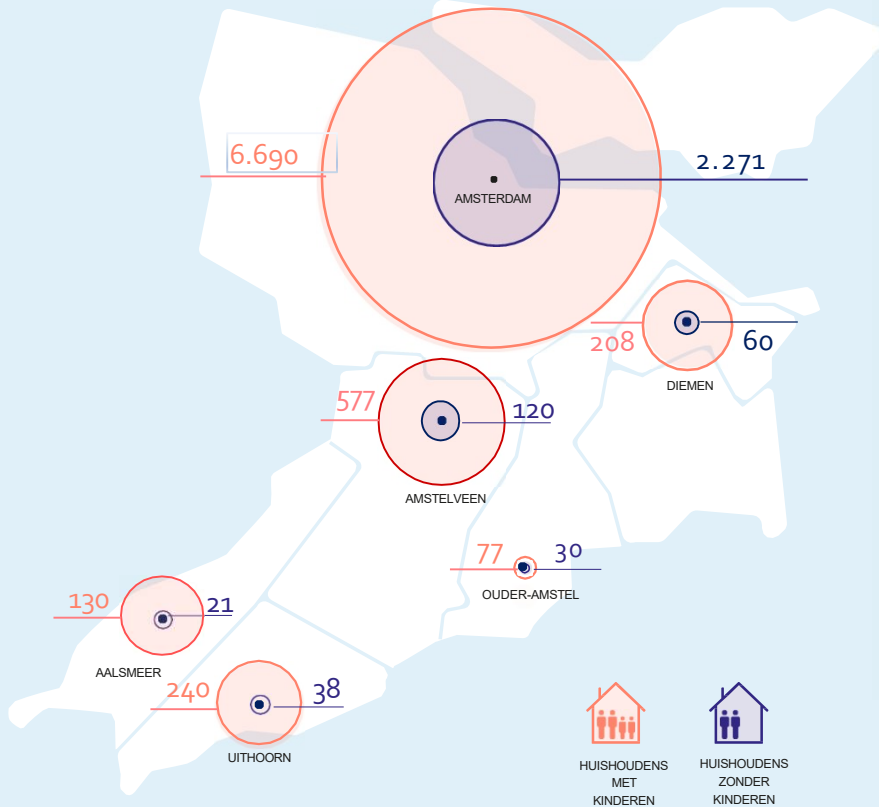 6.690
2.271
AMSTERDAM
208
60
DIEMEN
577
120
AMSTELVEEN
77
30
OUDER-AMSTEL
130
21
AALSMEER
240
38
UITHOORN
HUISHOUDENS
MET
KINDEREN
HUISHOUDENS
ZONDER
KINDEREN